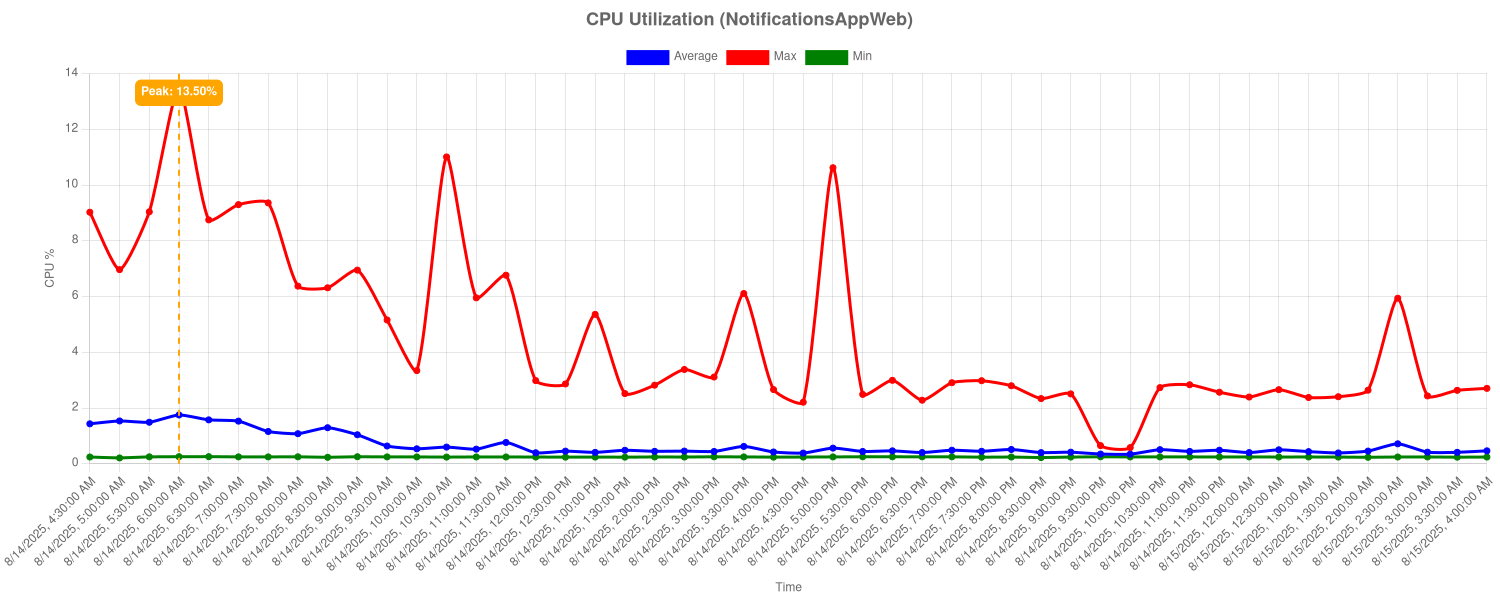 CPU Utilization (NotificationsAppWeb)
Average Max Min
14
Peak: 13.50%
12
10
8
CPU %
6
4
2
0
8/14/2025, 4:30:00 AM
8/14/2025, 5:00:00 AM
8/14/2025, 5:30:00 AM
8/14/2025, 6:00:00 AM
8/14/2025, 6:30:00 AM
8/14/2025, 7:00:00 AM
8/14/2025, 7:30:00 AM
8/14/2025, 8:00:00 AM
8/14/2025, 8:30:00 AM
8/14/2025, 9:00:00 AM
8/14/2025, 9:30:00 AM
8/14/2025, 10:00:00 AM
8/14/2025, 10:30:00 AM
8/14/2025, 11:00:00 AM
8/14/2025, 11:30:00 AM
8/14/2025, 12:00:00 PM
8/14/2025, 12:30:00 PM
8/14/2025, 1:00:00 PM
8/14/2025, 1:30:00 PM
8/14/2025, 2:00:00 PM
8/14/2025, 2:30:00 PM
8/14/2025, 3:00:00 PM
8/14/2025, 3:30:00 PM
8/14/2025, 4:00:00 PM
8/14/2025, 4:30:00 PM
8/14/2025, 5:00:00 PM
8/14/2025, 5:30:00 PM
8/14/2025, 6:00:00 PM
8/14/2025, 6:30:00 PM
8/14/2025, 7:00:00 PM
8/14/2025, 7:30:00 PM
8/14/2025, 8:00:00 PM
8/14/2025, 8:30:00 PM
8/14/2025, 9:00:00 PM
8/14/2025, 9:30:00 PM
8/14/2025, 10:00:00 PM
8/14/2025, 10:30:00 PM
8/14/2025, 11:00:00 PM
8/14/2025, 11:30:00 PM
8/15/2025, 12:00:00 AM
8/15/2025, 12:30:00 AM
8/15/2025, 1:00:00 AM
8/15/2025, 1:30:00 AM
8/15/2025, 2:00:00 AM
8/15/2025, 2:30:00 AM
8/15/2025, 3:00:00 AM
8/15/2025, 3:30:00 AM
8/15/2025, 4:00:00 AM
Time